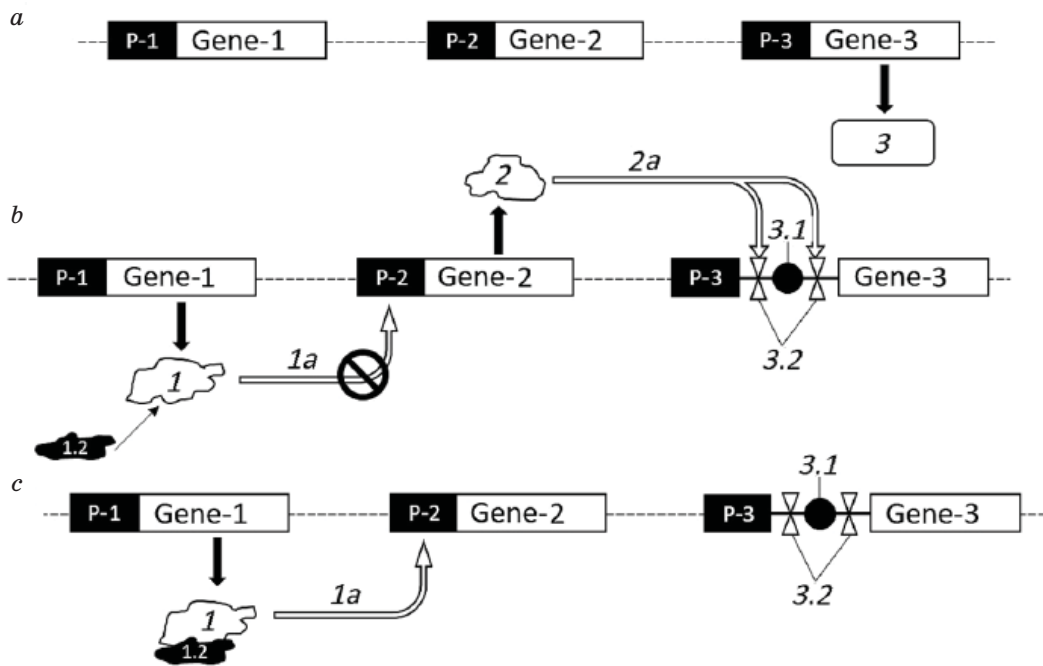 a
P-1 Gene-1 P-2 Gene-2 P-3 Gene-3
3
2 2a
b
3.1
P-1 Gene-1 P-2 Gene-2 P-3 Gene-3
3.2
1 1a
1.2
c
3.1
P-1 Gene-1 P-2 Gene-2 P-3 Gene-3
3.2
1 1a
1.2